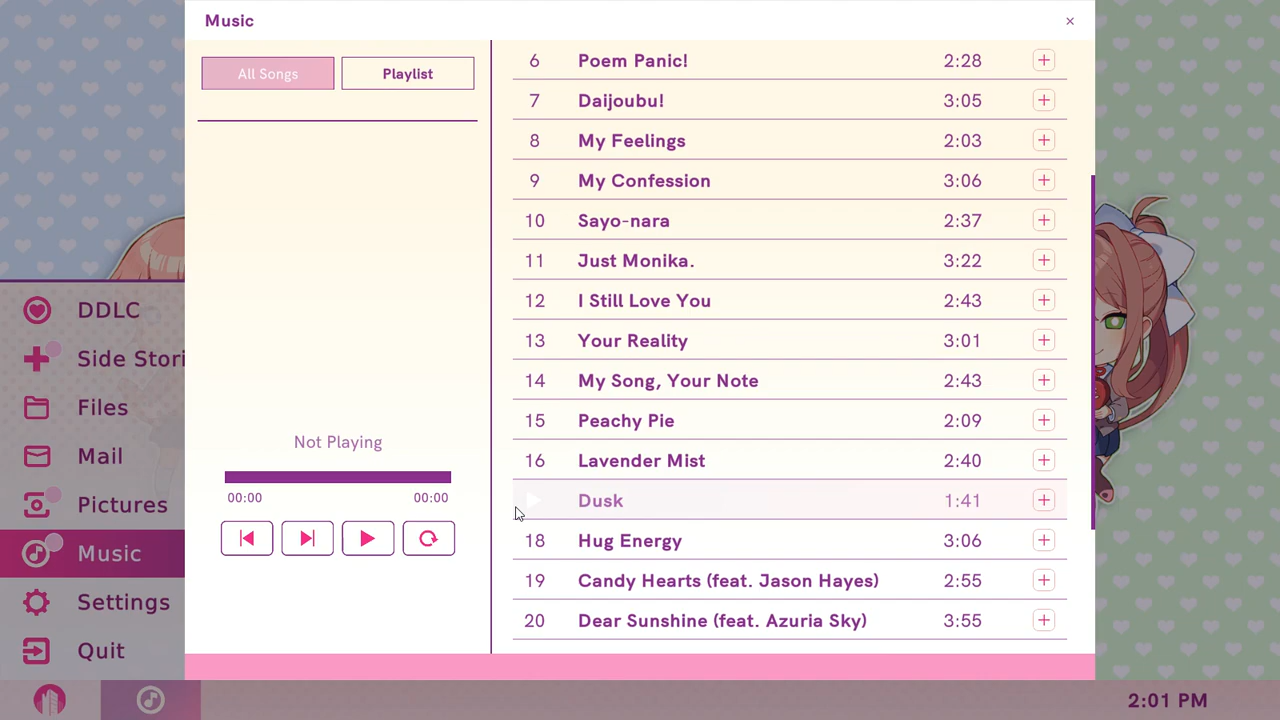 Music
×
All Songs
Playlist
6 Poem Panic! 2:28 +
7 Daijoubu! 3:05 +
8 My Feelings 2:03 +
9 My Confession 3:06 +
10 Sayo-nara 2:37 +
11 Just Monika. 3:22 +
12 I Still Love You 2:43 +
13 Your Reality 3:01 +
14 My Song, Your Note 2:43 +
15 Peachy Pie 2:09 +
16 Lavender Mist 2:40 +
Dusk 1:41 +
18 Hug Energy 3:06 +
19 Candy Hearts (feat. Jason Hayes) 2:55 +
20 Dear Sunshine (feat. Azuria Sky) 3:55 +
Not Playing
00:00 00:00
DDLC
Side Stori
Files
Mail
Pictures
Music
Settings
Quit
2:01 PM